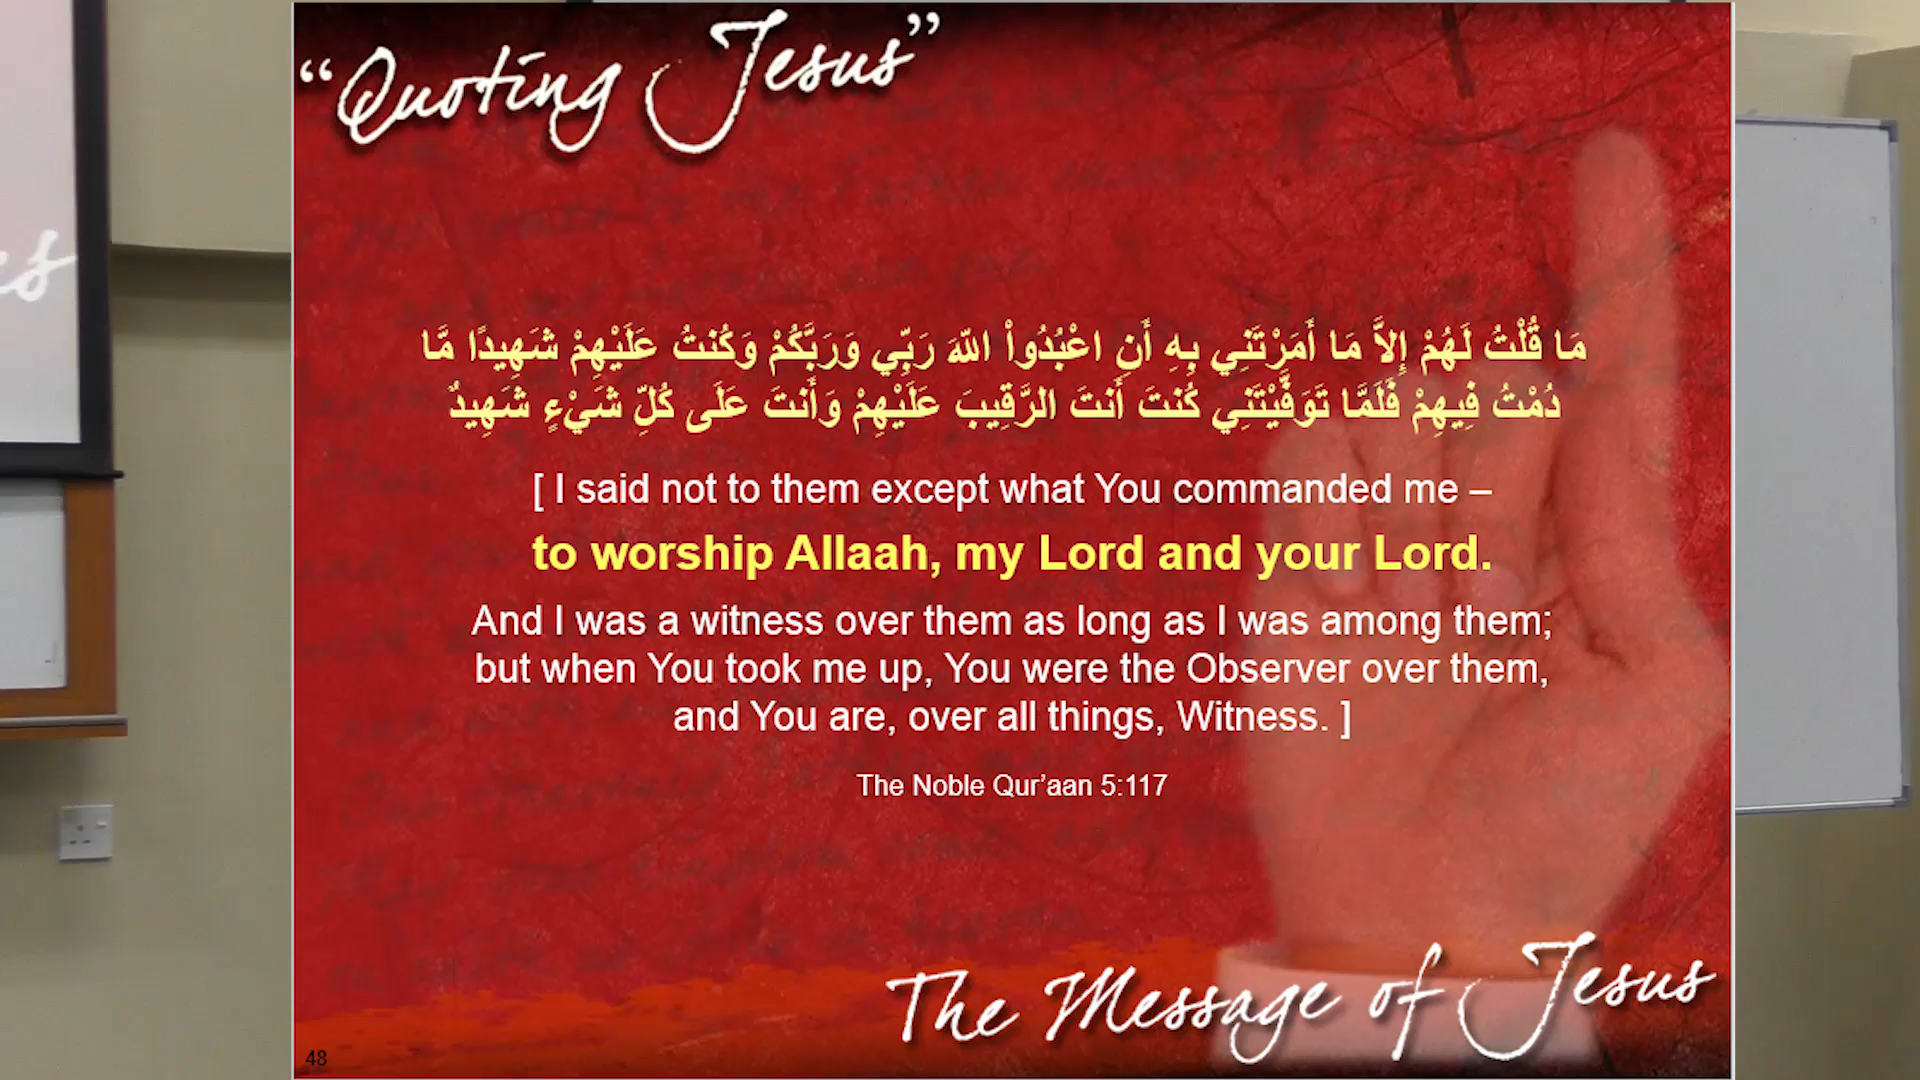 “Quoting Jesus”
مَا قُلْتُ لَهُمْ إِلاَّ مَا أَمَرْتَنِي بِهِ أَنِ اعْبُدُواْ اللّهَ رَبِّي وَرَبَّكُمْ وَكُنتُ عَلَيْهِمْ شَهِيدًا مَّا
دُمْتُ فِيهِمْ فَلَمَّا تَوَفَّيْتَنِي كُنتَ أَنتَ الرَّقِيبَ عَلَيْهِمْ وَأَنتَ عَلَى كُلِّ شَيْءٍ شَهِيدٌ
[ I said not to them except what You commanded me –
to worship Allaah, my Lord and your Lord.
And I was a witness over them as long as I was among them;
but when You took me up, You were the Observer over them,
and You are, over all things, Witness. ]
The Noble Qur’aan 5:117
The Message of Jesus
48